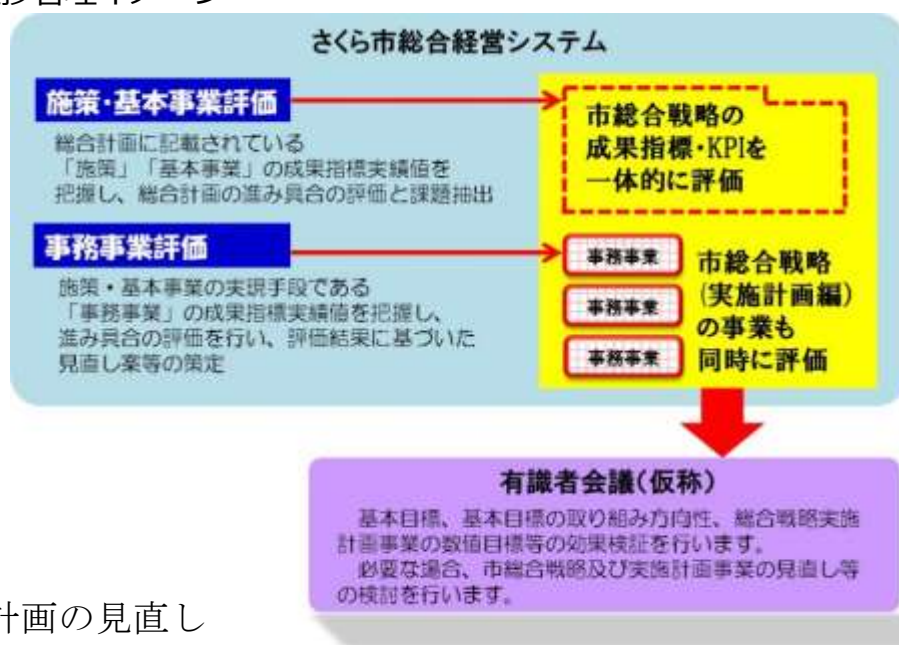 管理イメージ
さくら市総合経営システム
施策・基本事業評価
総合計画に記載されている
「施策」「基本事業」の成果指標実績値を
把握し、総合計画の進み具合の評価と課題抽出
市総合戦略の
成果指標・KPIを
一体的に評価
事務事業評価
施策・基本事業の実現手段である
「事務事業」の成果指標実績値を把握し、
進み具合の評価を行い、評価結果に基づいた
見直し案等の策定
事務事業
事務事業
事務事業
市総合戦略
(実施計画編)
の事業も
同時に評価
有識者会議(仮称)
基本目標、基本目標の取り組み方向性、総合戦略実施
計画事業の数値目標等の効果検証を行います。
必要な場合、市総合戦略及び実施計画事業の見直し等
の検討を行います。
計画の見直し